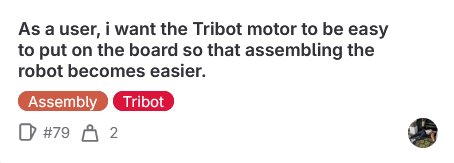 As a user, i want the Tribot motor to be easy
to put on the board so that assembling the
robot becomes easier.
Assembly Tribot
#79 2